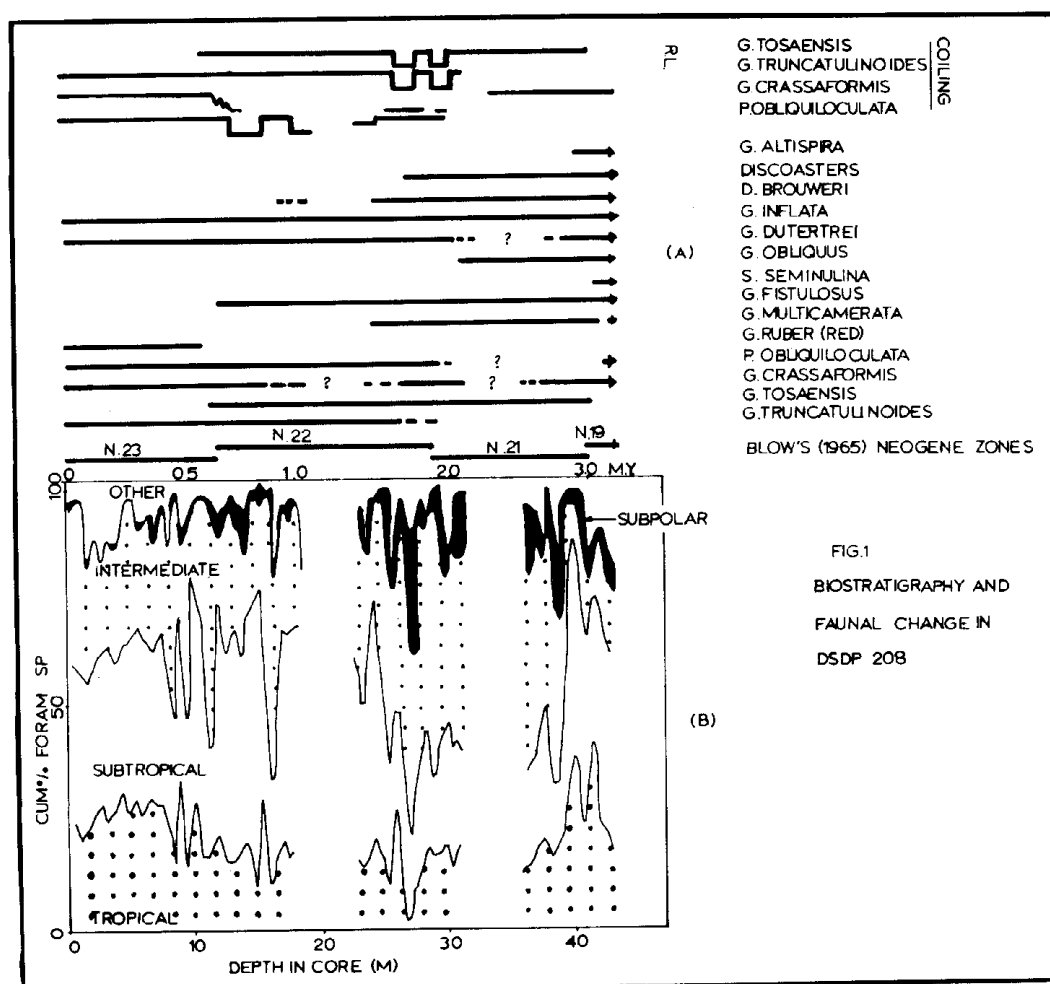 RL
G.TOSAENSIS
G.TRUNCATULINOIDES
G.CRASSAFORMIS
P.OBLIQUILOCULATA
COILING
G. ALTISPIRA
DISCOASTERS
D. BROUWERI
G. INFLATA
G. DUTERTREI
G. OBLIQUUS
S. SEMINULINA
G. FISTULOSUS
G. MULTICAMERATA
G.RUBER (RED)
P. OBLIQUILOCULATA
G.CRASSAFORMIS
G. TOSAENSIS
G.TRUNCATULINOIDES
?
(A)
?
?
?
N.23
N.22
N.21
N.19
BLOW'S (1965) NEOGENE ZONES
0 0.5 1.0 2.0 3.0 M.Y
100
OTHER
SUBPOLAR
INTERMEDIATE
50
SUBTROPICAL
TROPICAL
0
CUM % FORAM SP
(B)
0 10 20 30 40
DEPTH IN CORE (M)
FIG.1
BIOSTRATIGRAPHY AND
FAUNAL CHANGE IN
DSDP 208